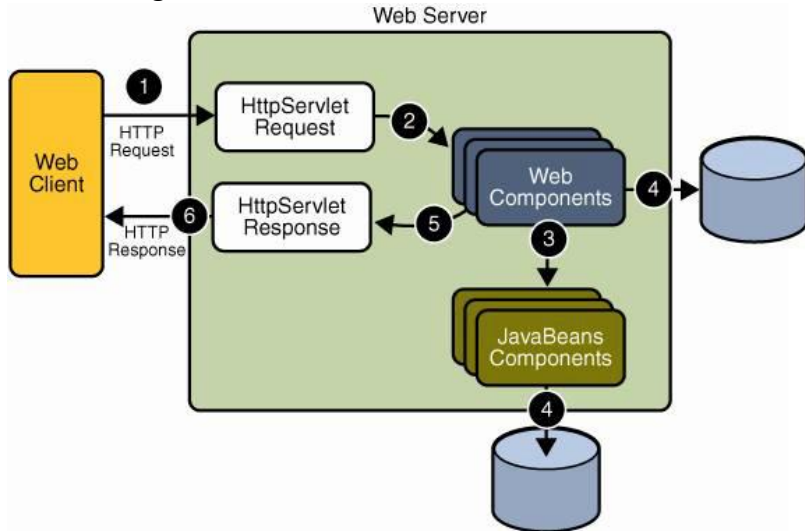 Web Server
1
HTTP
Request
Web
Client
HttpServlet
Request
2
Web
Components
4
HttpServlet
Response
5
6
HTTP
Response
3
JavaBeans
Components
4